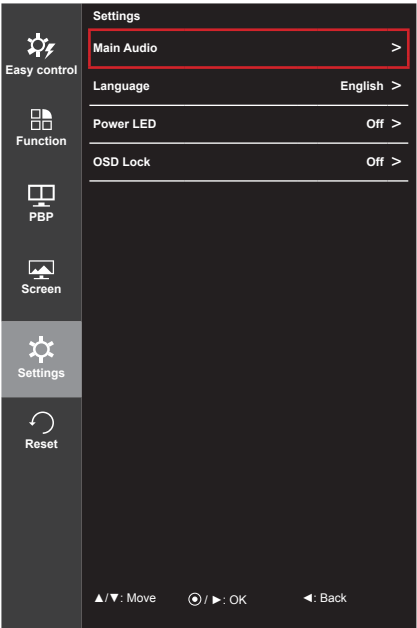 Easy control
Function
PBP
Screen
Settings
Reset
Settings
Main Audio >
Language English >
Power LED Off >
OSD Lock Off >
▲/▼: Move ⦿ / ►: OK ◄: Back